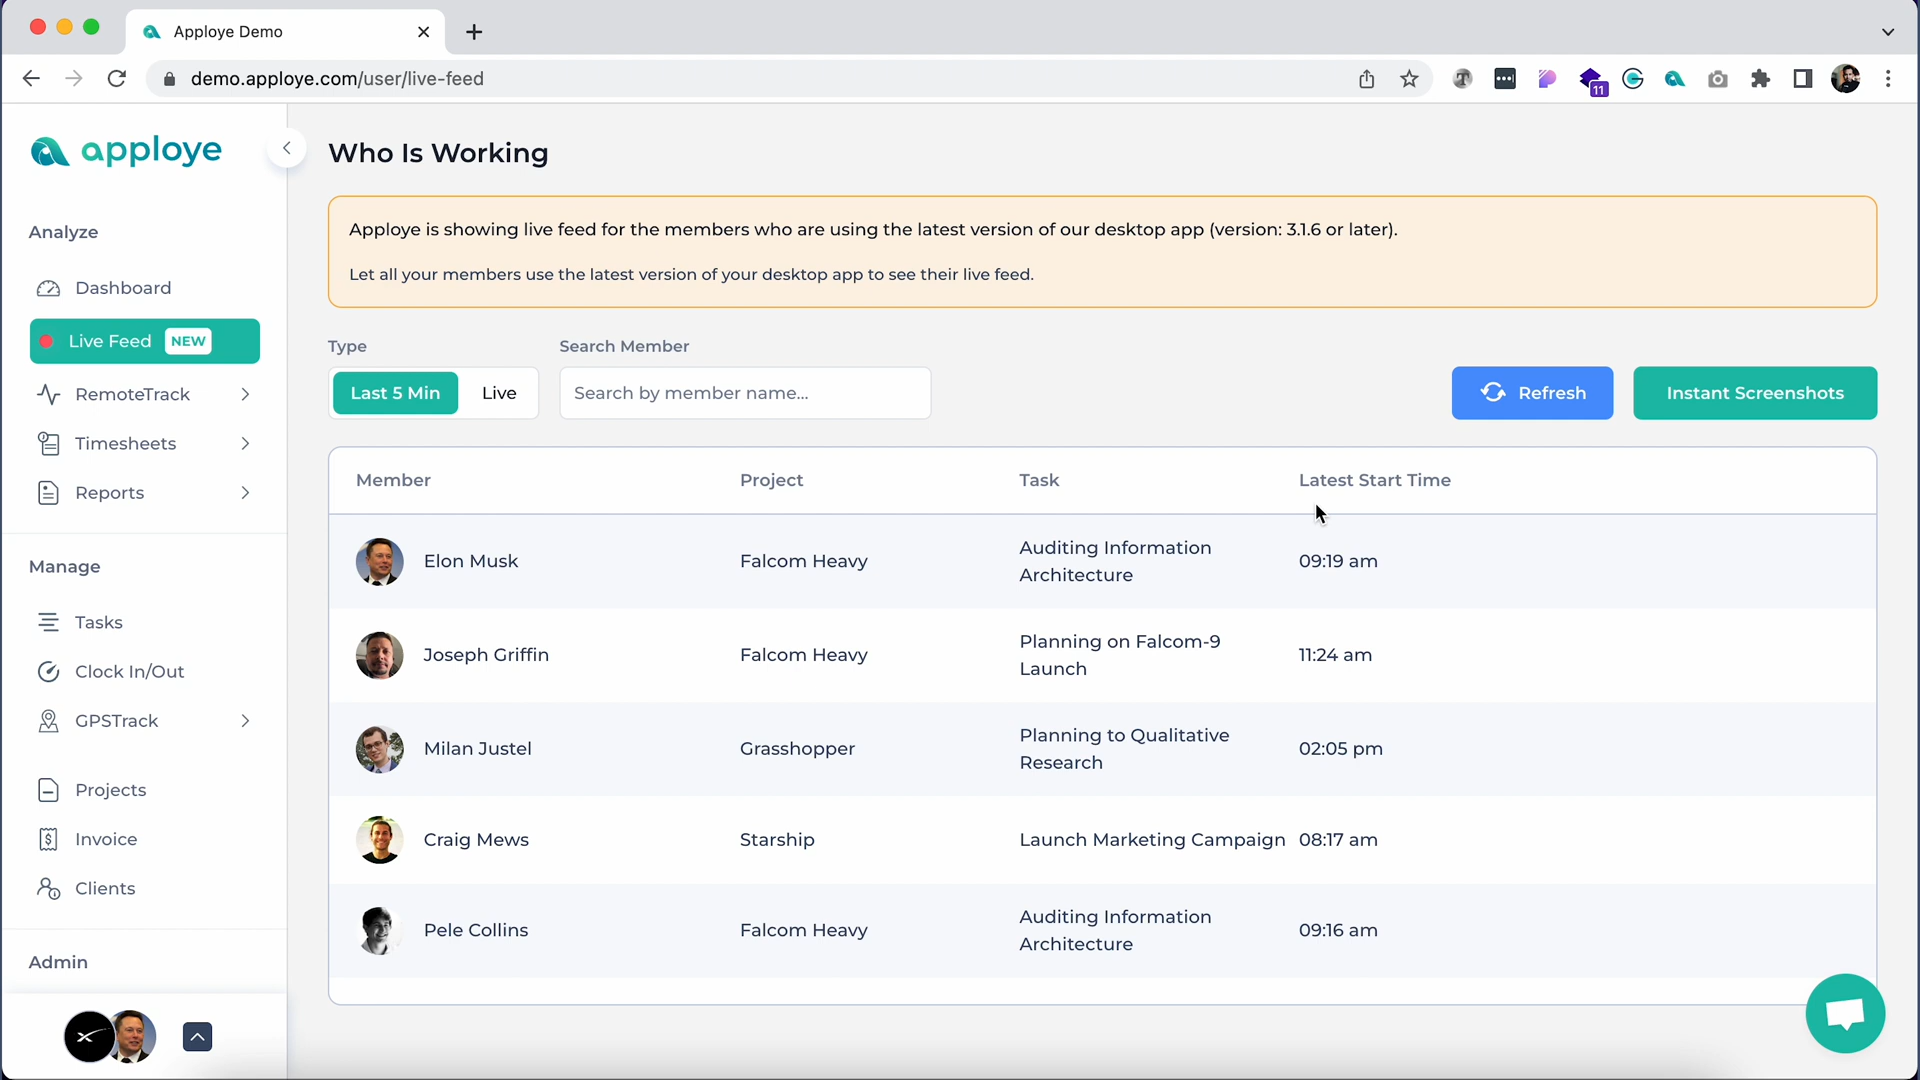 Apploye Demo
demo.apploye.com/user/live-feed
11
apploye
Analyze
Dashboard
Live Feed NEW
RemoteTrack
Timesheets
Reports
Manage
Tasks
Clock In/Out
GPSTrack
Projects
Invoice
Clients
Admin
Who Is Working
Apploye is showing live feed for the members who are using the latest version of our desktop app (version: 3.1.6 or later).
Let all your members use the latest version of your desktop app to see their live feed.
Type
Search Member
Last 5 Min Live
Search by member name...
Refresh
Instant Screenshots
Member Project Task Latest Start Time
Elon Musk Falcom Heavy Auditing Information
Architecture 09:19 am
Joseph Griffin Falcom Heavy Planning on Falcom-9
Launch 11:24 am
Milan Justel Grasshopper Planning to Qualitative
Research 02:05 pm
Craig Mews Starship Launch Marketing Campaign 08:17 am
Pele Collins Falcom Heavy Auditing Information
Architecture 09:16 am